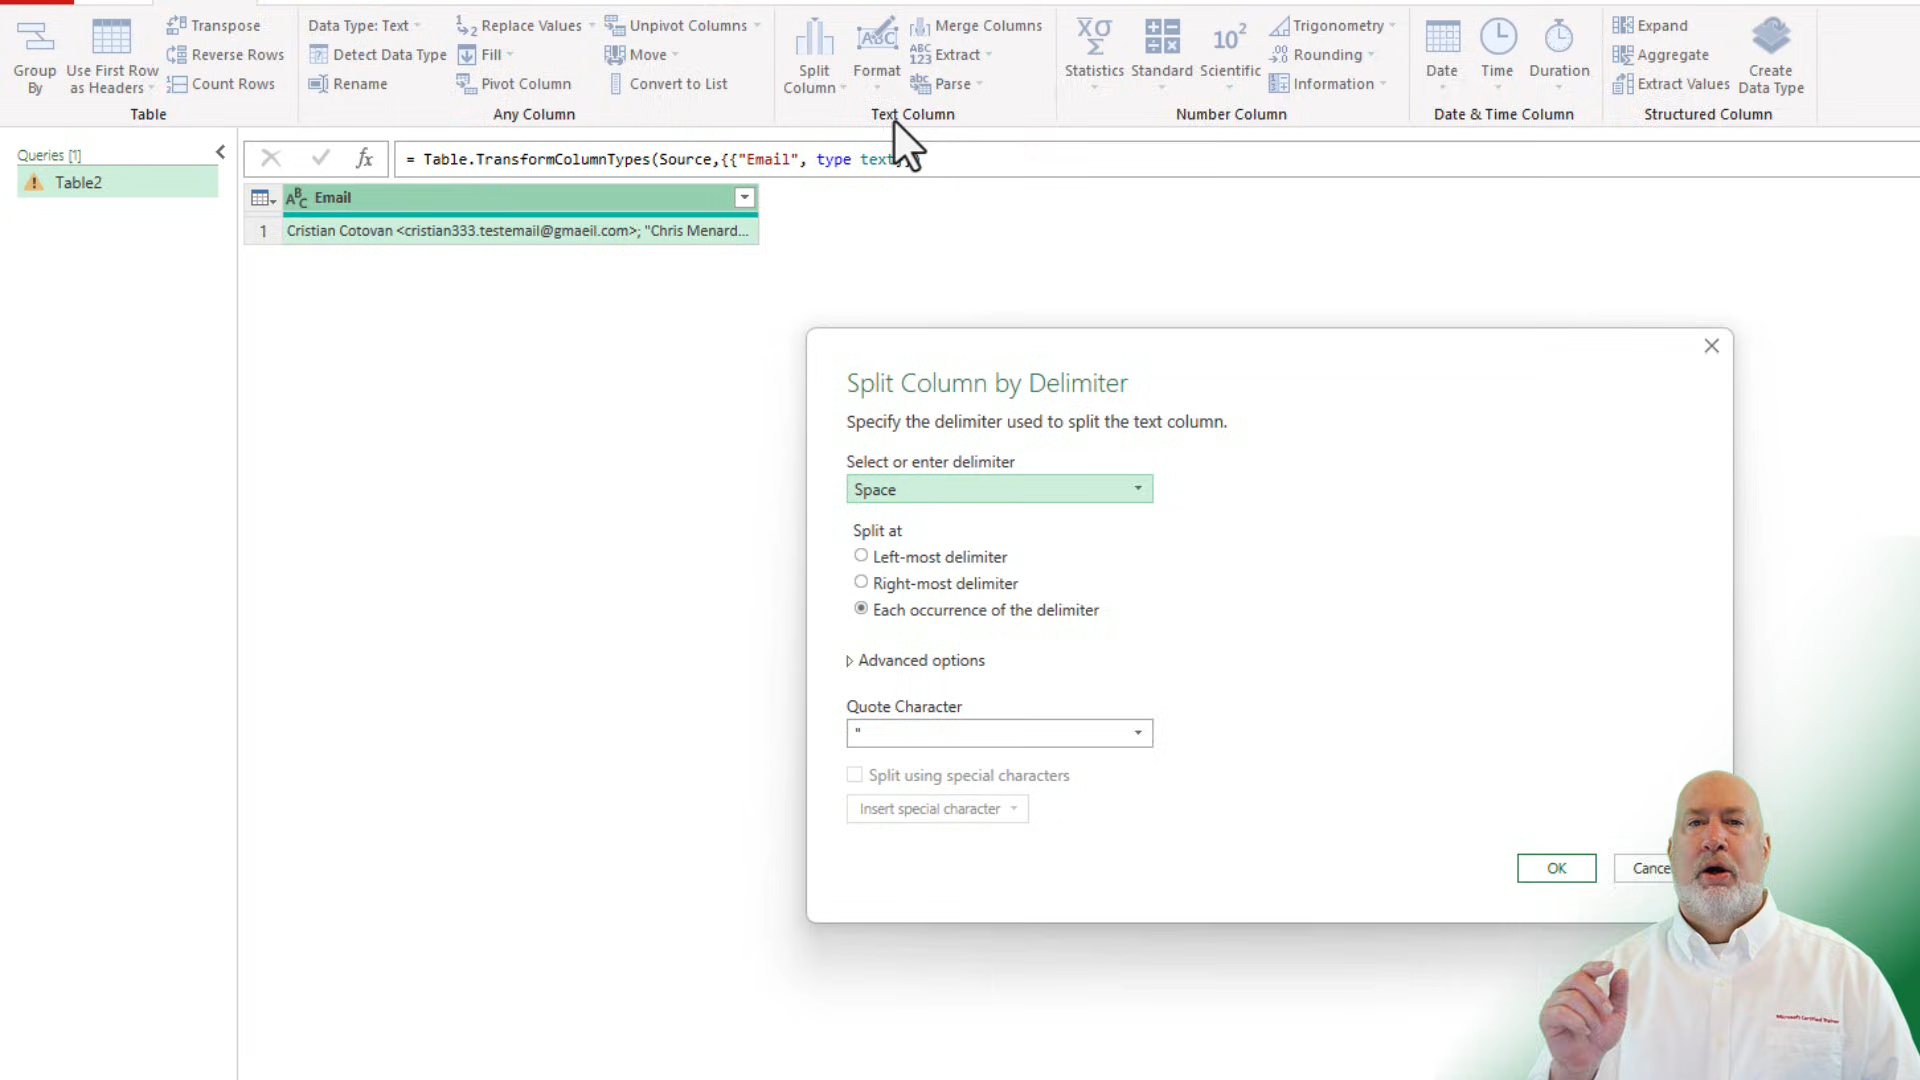 Transpose
Reverse Rows
Count Rows
Group By
Use First Row as Headers
Table
Data Type: Text
Detect Data Type
Rename
Replace Values
Fill
Pivot Column
Unpivot Columns
Move
Convert to List
Any Column
Split Column
Format
Merge Columns
Extract
Parse
Text Column
Statistics
Standard
Scientific
Trigonometry
Rounding
Information
Number Column
Date
Time
Duration
Date & Time Column
Expand
Aggregate
Extract Values
Create Data Type
Structured Column
Queries [1]
Table2
fx
= Table.TransformColumnTypes(Source,{{"Email", type text
Email
1
Cristian Cotovan <cristian333.testemail@gmaeil.com>; "Chris Menard...
Split Column by Delimiter
Specify the delimiter used to split the text column.
Select or enter delimiter
Space
Split at
Left-most delimiter
Right-most delimiter
Each occurrence of the delimiter
Advanced options
Quote Character
"
Split using special characters
Insert special character
OK
Cance
Microsoft Certified Trainer